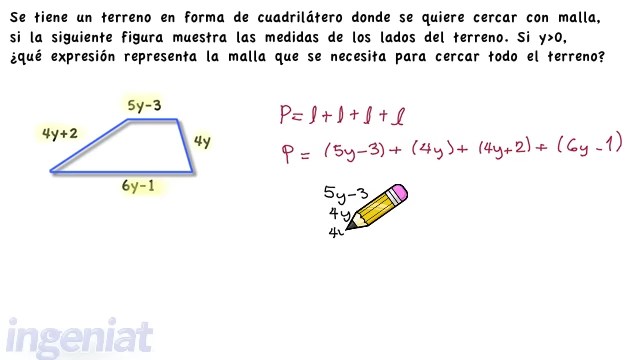 Se tiene un terreno en forma de cuadrilátero donde se quiere cercar con malla,
si la siguiente figura muestra las medidas de los lados del terreno. Si y>0,
¿qué expresión representa la malla que se necesita para cercar todo el terreno?
5y-3
4y+2
4y
6y-1
P= l + l + l + l
P = (5y-3) + (4y) + (4y+2) + (6y-1)
5y-3
4y
4
ingeniat